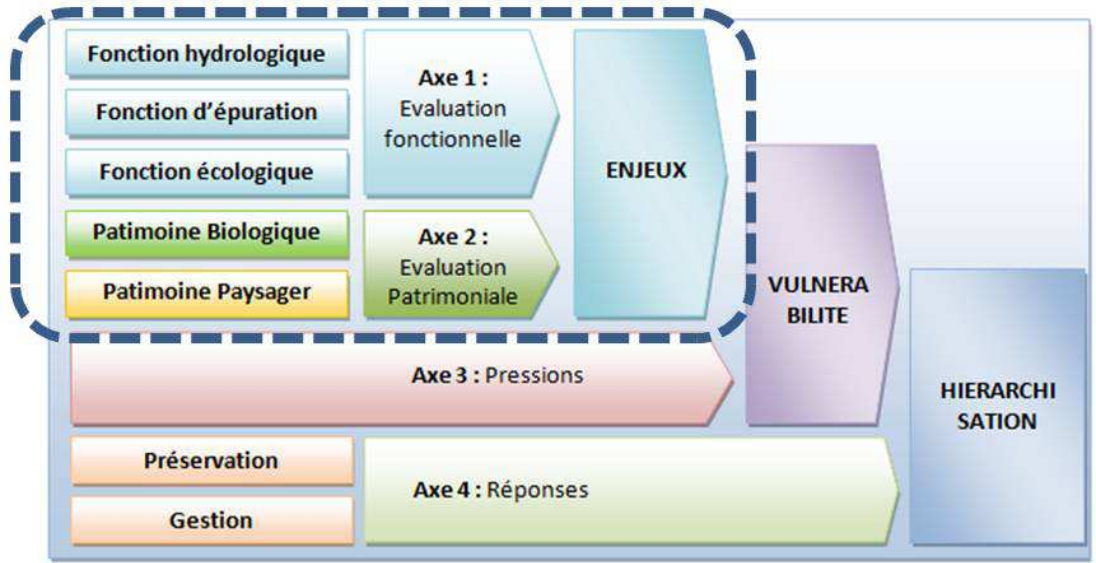 Fonction hydrologique
Fonction d'épuration
Fonction écologique
Patimoine Biologique
Patimoine Paysager
Axe 1 :
Evaluation
fonctionnelle
Axe 2 :
Evaluation
Patrimoniale
ENJEUX
Axe 3 : Pressions
VULNERA
BILITE
Préservation
Gestion
Axe 4 : Réponses
HIERARCHI
SATION